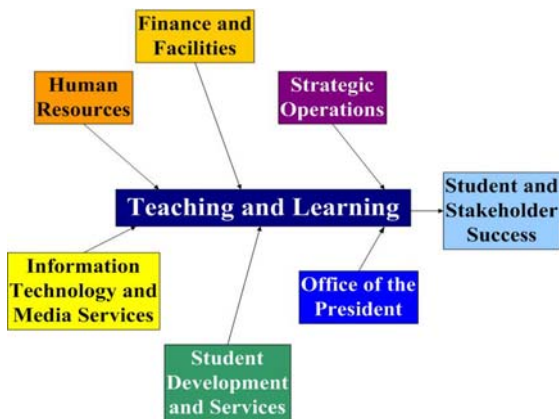 Finance and
Facilities
Human
Resources
Strategic
Operations
Teaching and Learning
Student and
Stakeholder
Success
Information
Technology and
Media Services
Office of the
President
Student
Development
and Services